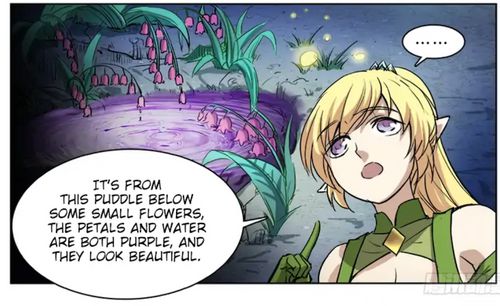 ……
IT'S FROM
THIS PUDDLE BELOW
SOME SMALL FLOWERS,
THE PETALS AND WATER
ARE BOTH PURPLE, AND
THEY LOOK BEAUTIFUL.